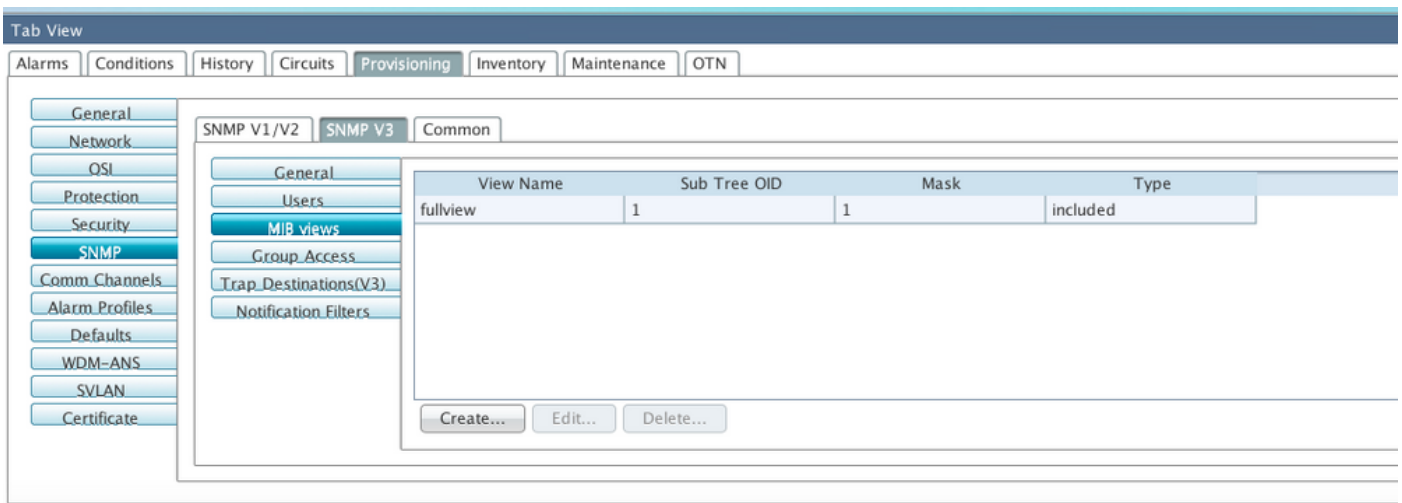 Tab View
Alarms Conditions History Circuits Provisioning Inventory Maintenance OTN
General
Network
OSI
Protection
Security
SNMP
Comm Channels
Alarm Profiles
Defaults
WDM-ANS
SVLAN
Certificate
SNMP V1/V2 SNMP V3 Common
General
Users
MIB views
Group Access
Trap Destinations(V3)
Notification Filters
View Name Sub Tree OID Mask Type
fullview 1 1 included
Create... Edit... Delete...